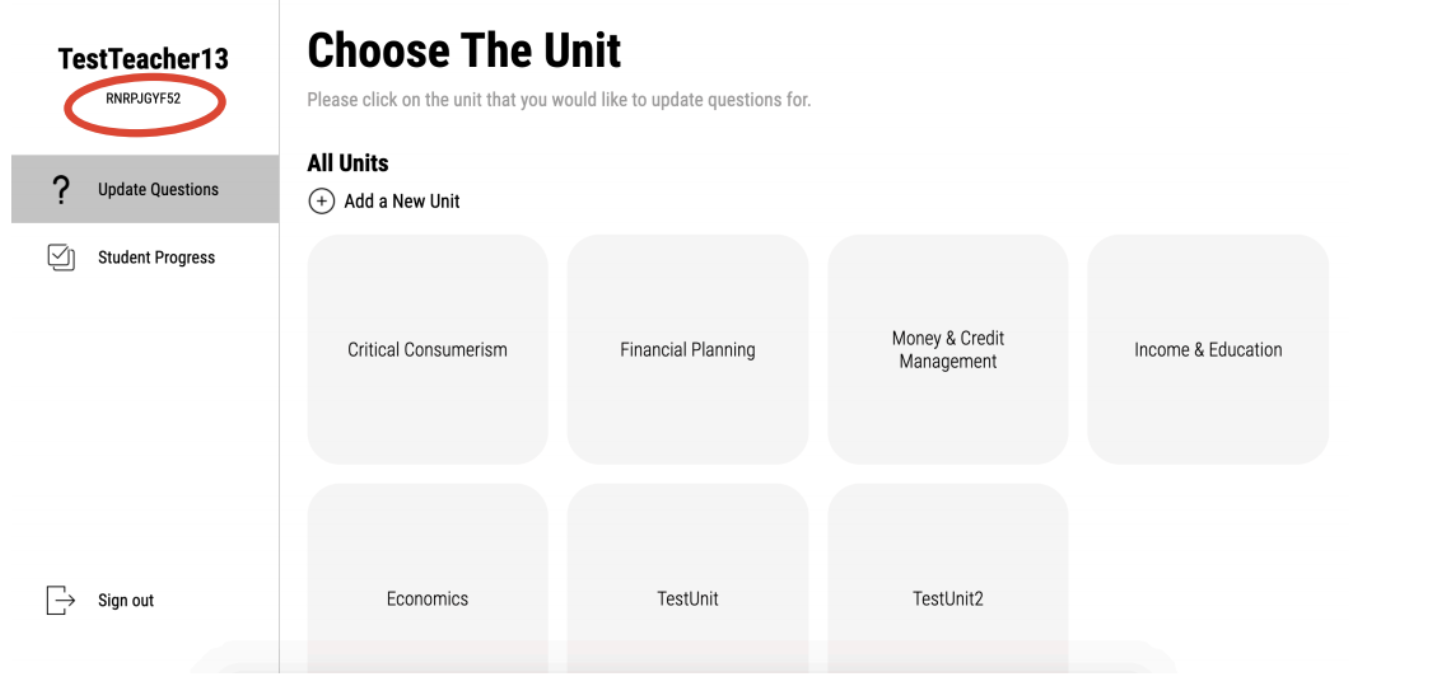 TestTeacher13
RNRPJGYF52
? Update Questions
Student Progress
Sign out
Choose The Unit
Please click on the unit that you would like to update questions for.
All Units
+ Add a New Unit
Critical Consumerism
Financial Planning
Money & Credit
Management
Income & Education
Economics
TestUnit
TestUnit2